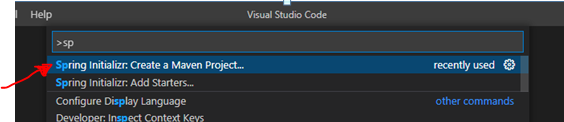 Help
Visual Studio Code
>sp
Spring Initializr: Create a Maven Project... recently used
Spring Initializr: Add Starters...
Configure Display Language other commands
Developer: Inspect Context Keys